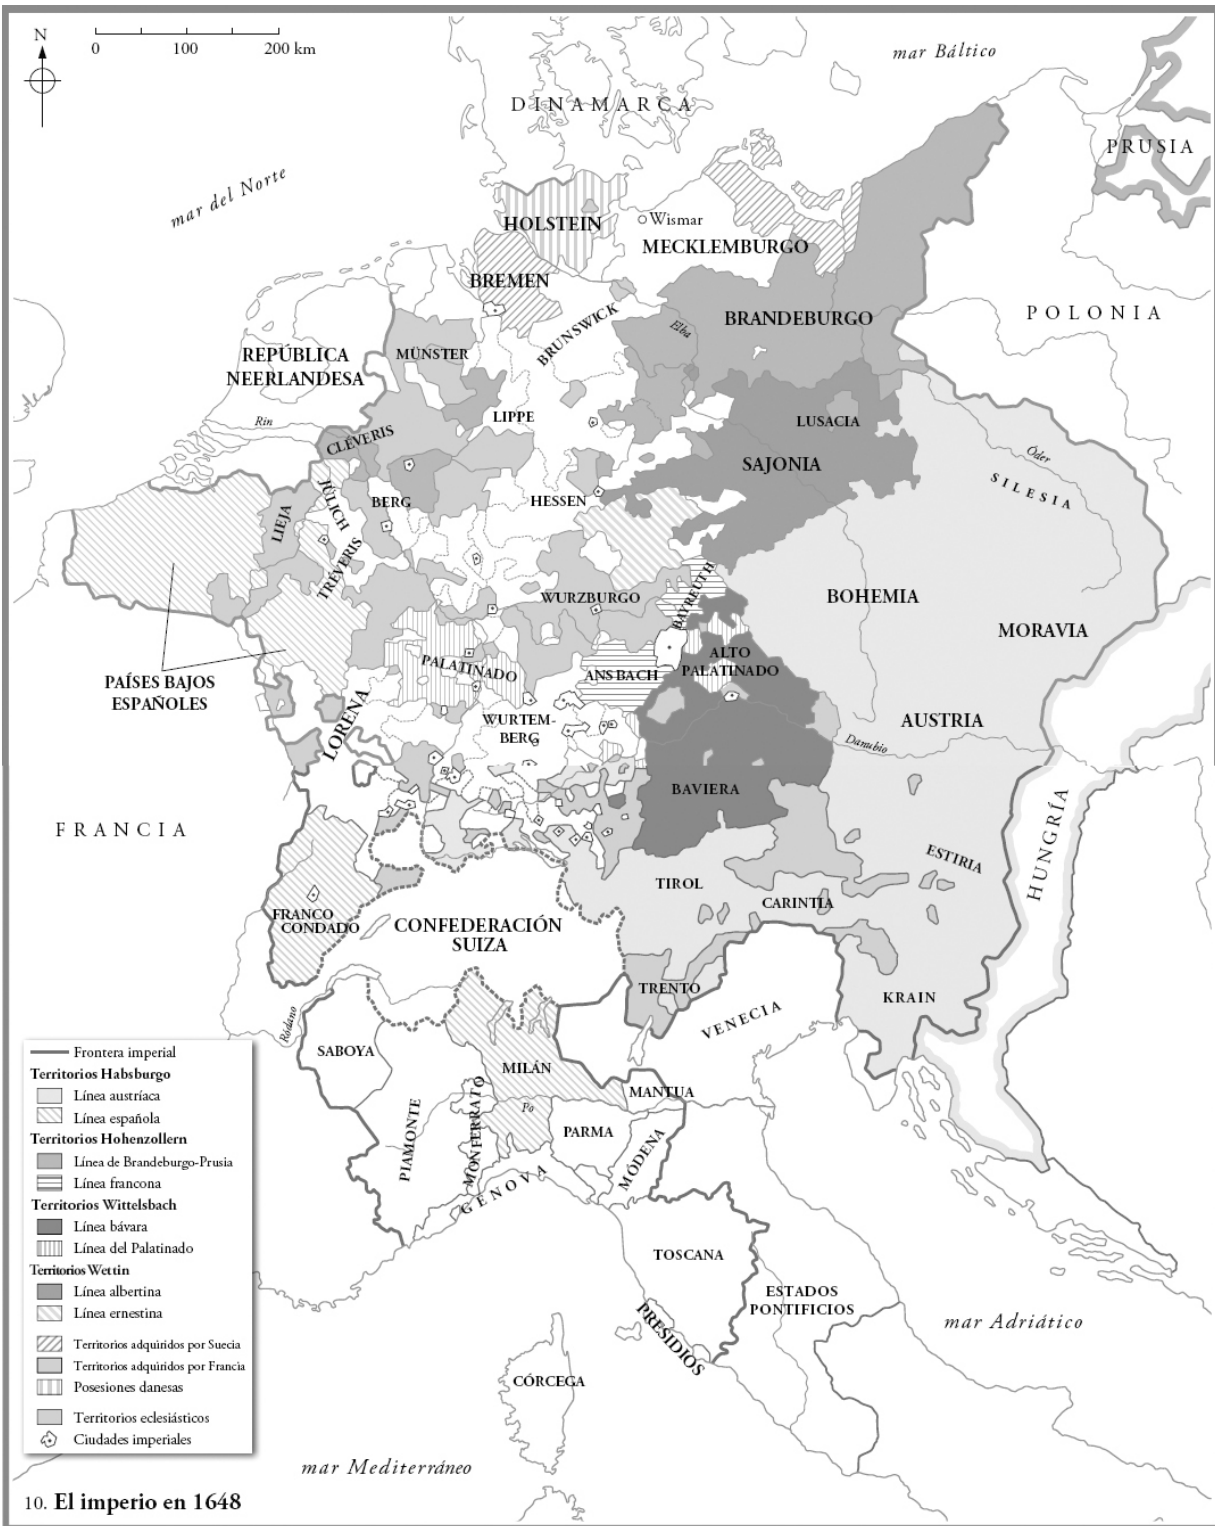 N
0 100 200 km
mar Báltico
DINAMARCA
PRUSIA
mar del Norte
HOLSTEIN
Wismar
MECKLEMBURGO
BREMEN
BRUNSWICK
Elba
BRANDEBURGO
POLONIA
REPÚBLICA
NEERLANDESA
MÜNSTER
LIPPE
LUSACIA
Rin
CLÉVERIS
SAJONIA
Óder
SILESIA
JÜLICH
BERG
HESSEN
LIEJA
TRÉVERIS
WURZBURGO
BAYREUTH
BOHEMIA
MORAVIA
PALATINADO
ANSBACH
ALTO
PALATINADO
PAÍSES BAJOS
ESPAÑOLES
LORENA
WURTEM-
BERG
AUSTRIA
Danubio
BAVIERA
FRANCIA
HUNGRÍA
ESTIRIA
TIROL
CARINTIA
FRANCO
CONDADO
CONFEDERACIÓN
SUIZA
TRENTO
KRAIN
VENECIA
Ródano
SABOYA
MILÁN
MANTUA
Po
PIAMONTE
MONFERRATO
PARMA
MÓDENA
GENOVA
TOSCANA
ESTADOS
PONTIFICIOS
PRESIDIOS
mar Adriático
CÓRCEGA
mar Mediterráneo
Frontera imperial
Territorios Habsburgo
Línea austríaca
Línea española
Territorios Hohenzollern
Línea de Brandeburgo-Prusia
Línea francona
Territorios Wittelsbach
Línea bávara
Línea del Palatinado
Territorios Wettin
Línea albertina
Línea ernestina
Territorios adquiridos por Suecia
Territorios adquiridos por Francia
Posesiones danesas
Territorios eclesiásticos
Ciudades imperiales
10. El imperio en 1648